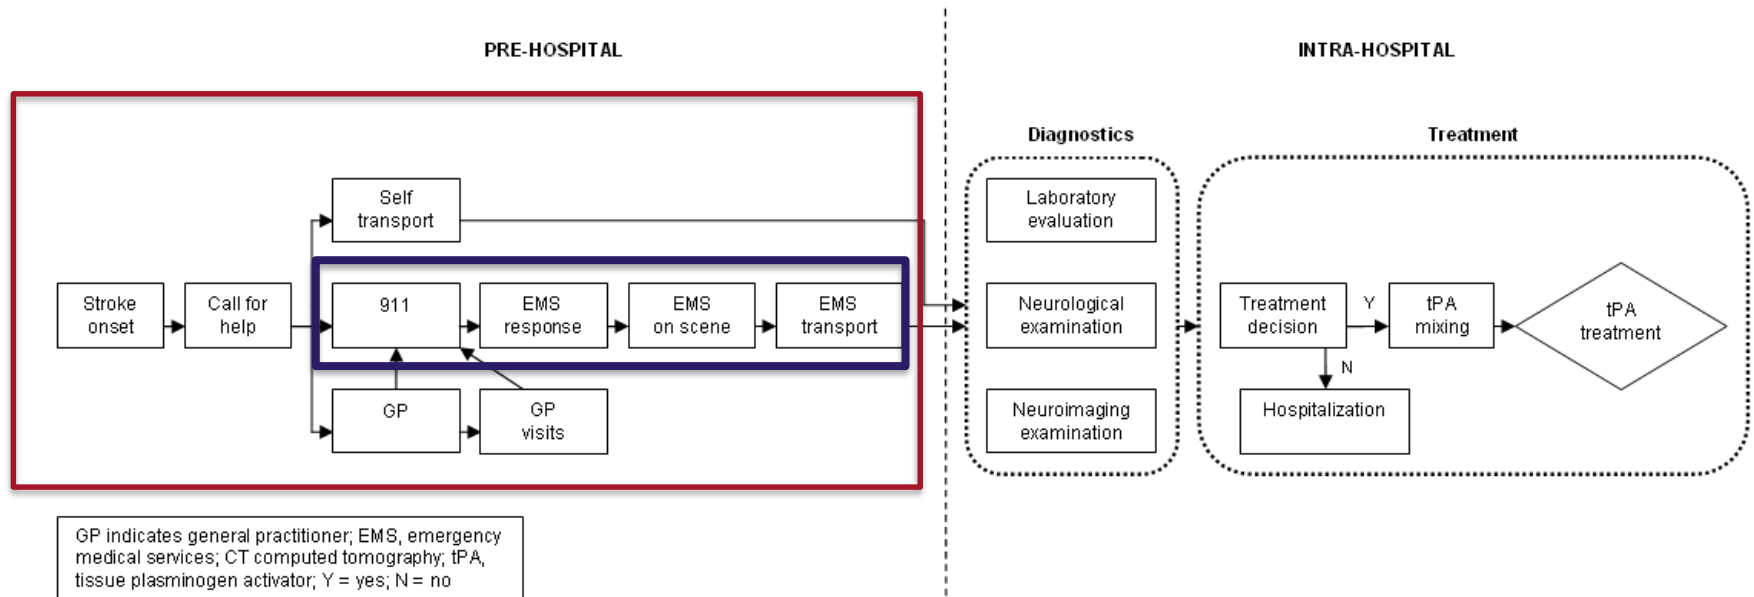 PRE-HOSPITAL
INTRA-HOSPITAL
Diagnostics
Treatment
Self
transport
Laboratory
evaluation
Stroke
onset
Call for
help
911
EMS
response
EMS
on scene
EMS
transport
Neurological
examination
Treatment
decision
Y
tPA
mixing
tPA
treatment
N
GP
GP
visits
Neuroimaging
examination
Hospitalization
GP indicates general practitioner; EMS, emergency
medical services; CT computed tomography; tPA,
tissue plasminogen activator; Y = yes; N = no